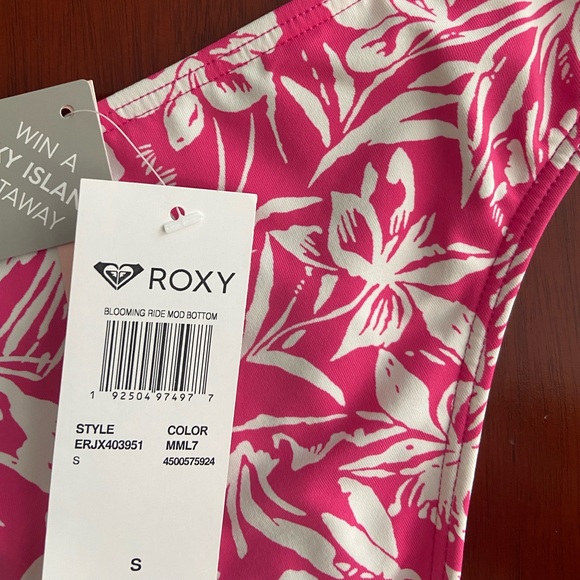 WIN A
XY ISLAN
TAWAY
ROXY
BLOOMING RIDE MOD BOTTOM
1 92504 97497 7
STYLE COLOR
ERJX403951 MML7
S 4500575924
S